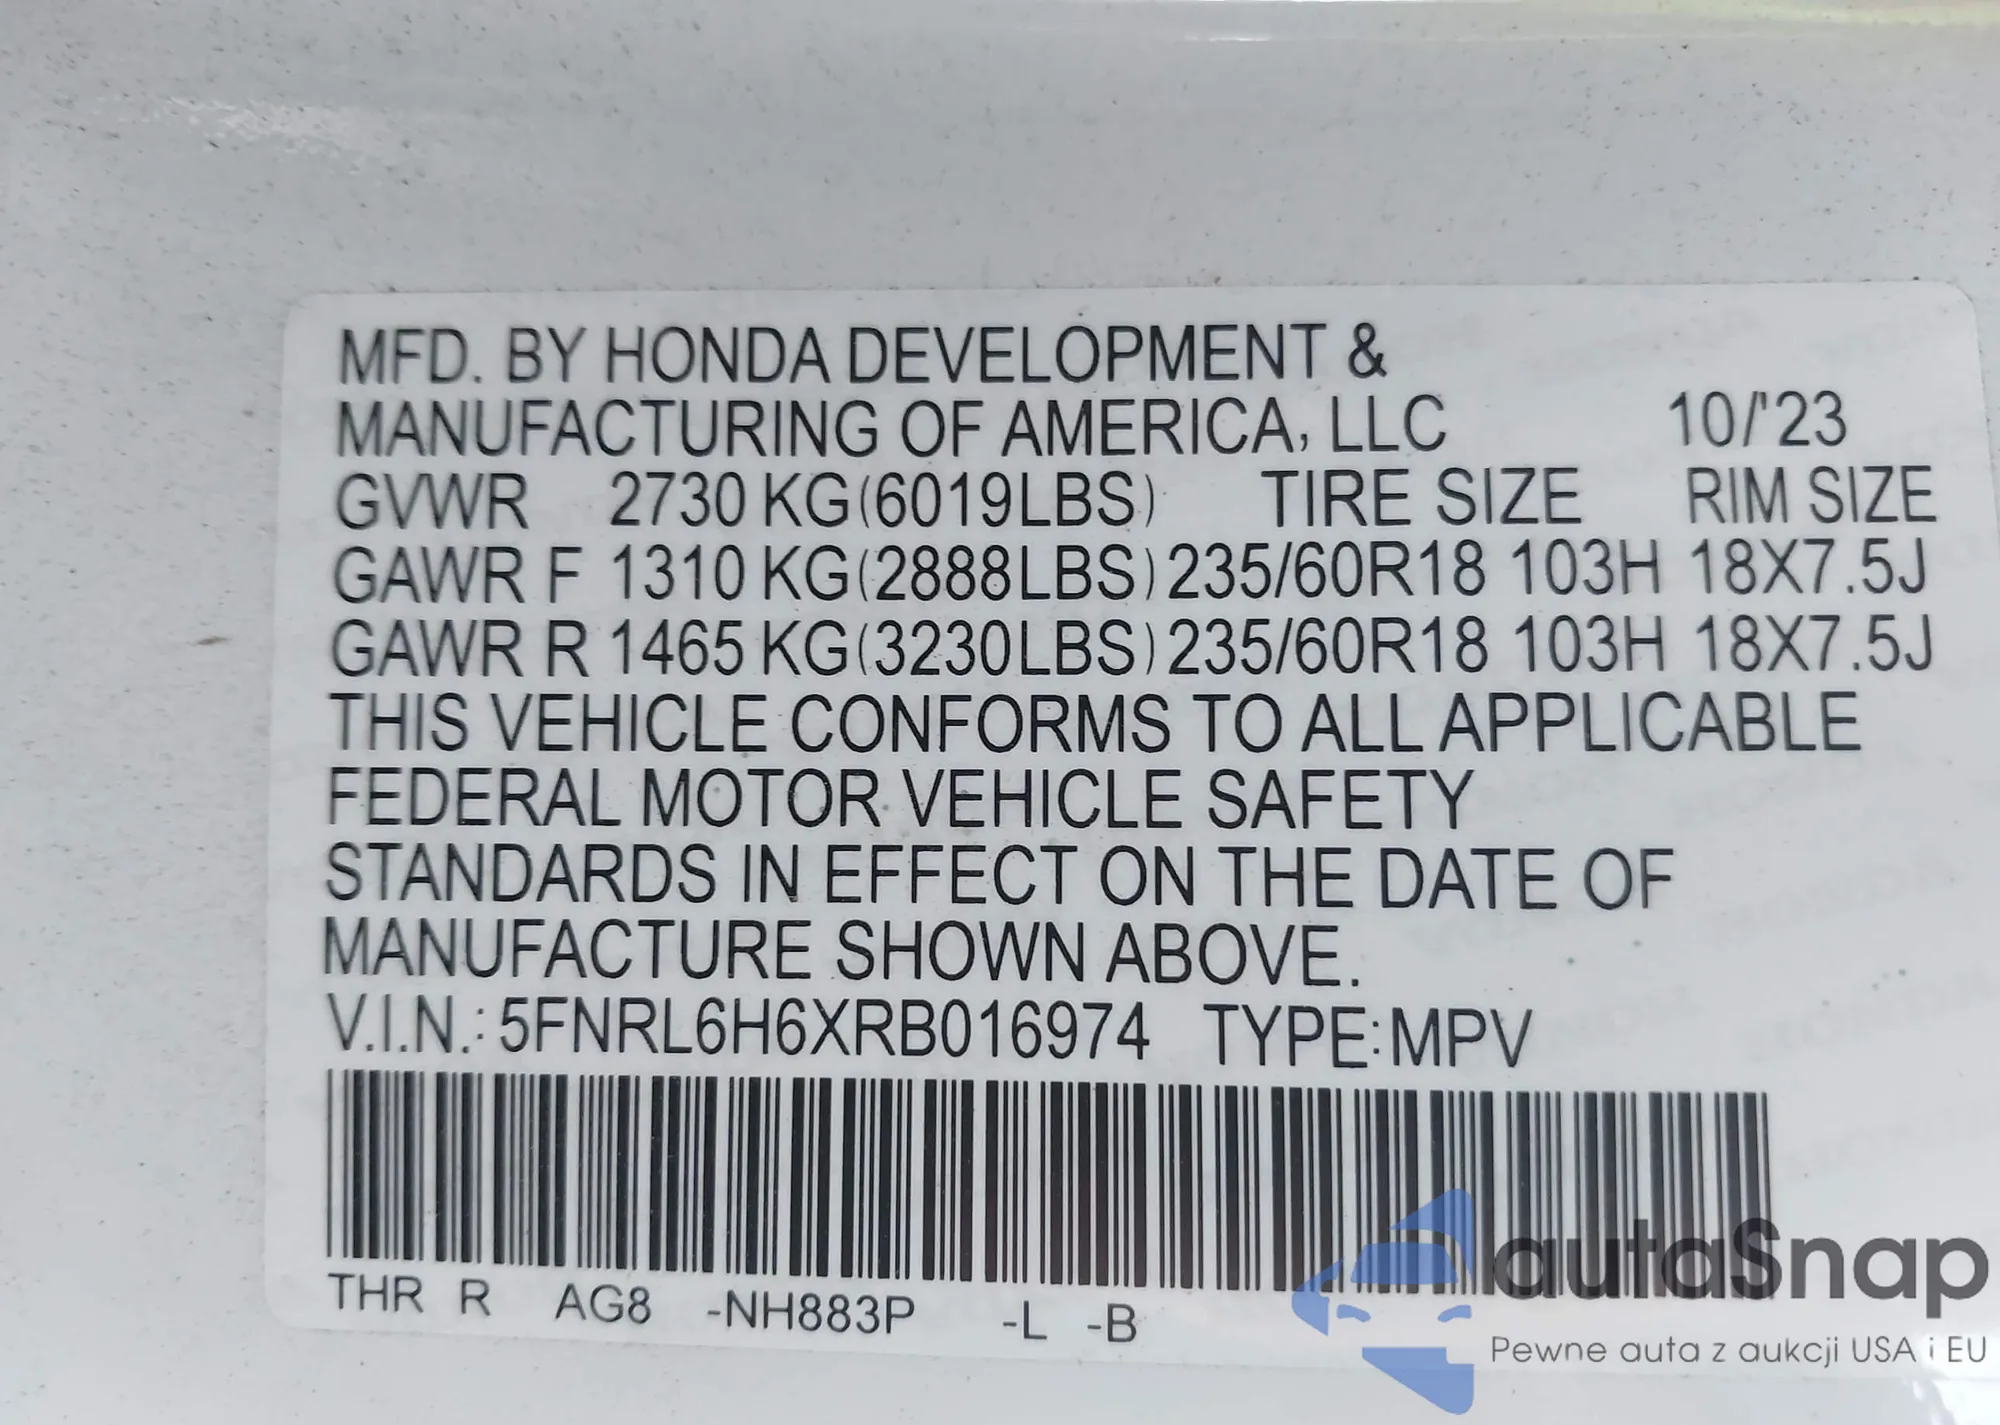 MFD. BY HONDA DEVELOPMENT &
MANUFACTURING OF AMERICA, LLC 10/'23
GVWR 2730 KG(6019LBS) TIRE SIZE RIM SIZE
GAWR F 1310 KG(2888LBS) 235/60R18 103H 18X7.5J
GAWR R 1465 KG(3230LBS) 235/60R18 103H 18X7.5J
THIS VEHICLE CONFORMS TO ALL APPLICABLE
FEDERAL MOTOR VEHICLE SAFETY
STANDARDS IN EFFECT ON THE DATE OF
MANUFACTURE SHOWN ABOVE.
V.I.N.: 5FNRL6H6XRB016974 TYPE:MPV
THR R AG8 -NH883P -L -B
autaSnap
Pewne auta z aukcji USA i EU